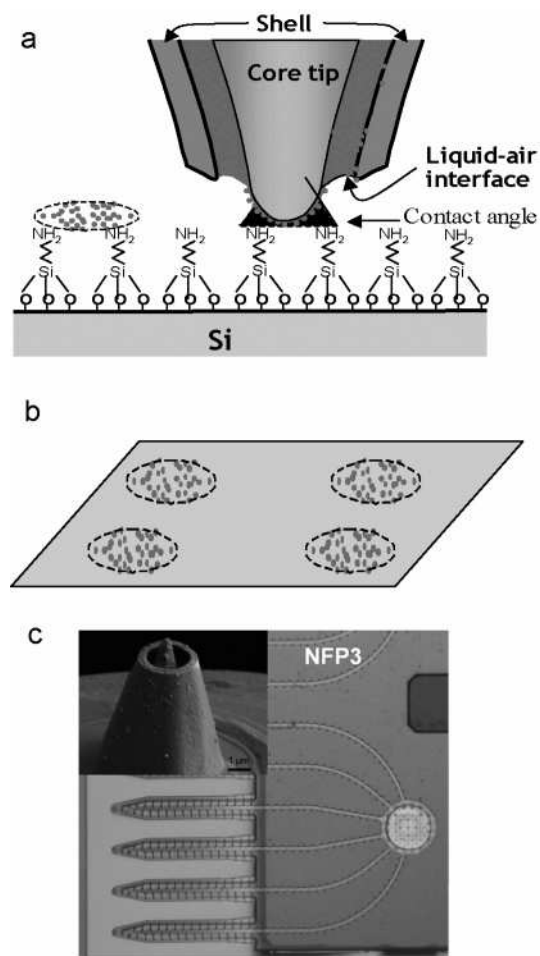 a
Shell
Core tip
Liquid-air
interface
Contact angle
NH2 NH2 NH2 NH2 NH2 NH2 NH2
Si Si Si Si Si Si Si
Si
b
c
NFP3
1 µm